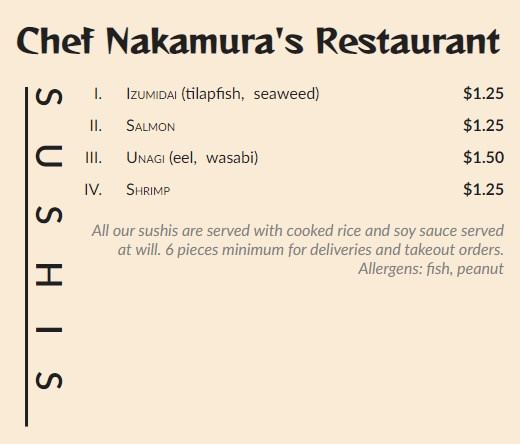 Chef Nakamura's Restaurant
SUSHIS
I. Izumidai (tilapfish, seaweed) $1.25
II. Salmon $1.25
III. Unagi (eel, wasabi) $1.50
IV. Shrimp $1.25
All our sushis are served with cooked rice and soy sauce served
at will. 6 pieces minimum for deliveries and takeout orders.
Allergens: fish, peanut